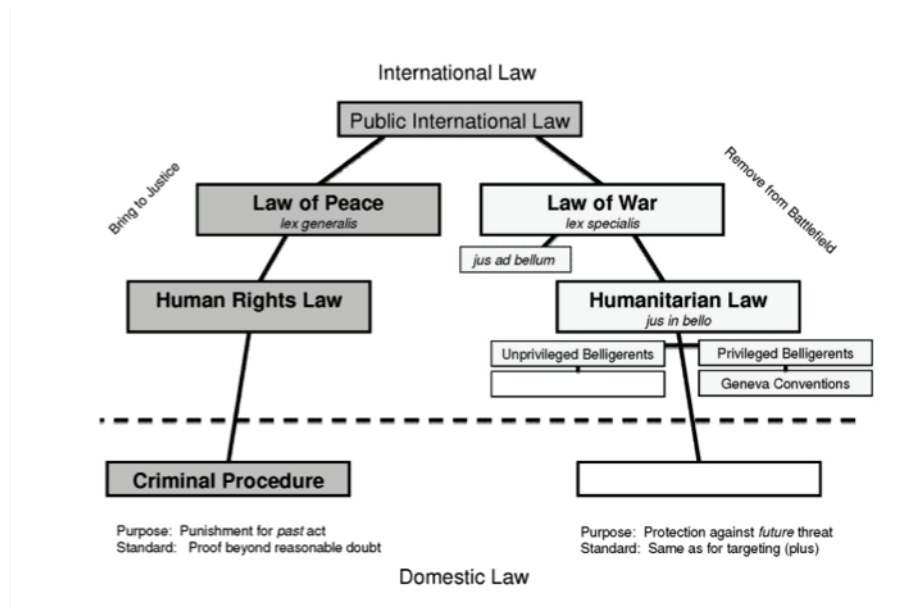 International Law
Public International Law
Bring to Justice
Remove from Battlefield
Law of Peace
lex generalis
Law of War
lex specialis
jus ad bellum
Human Rights Law
Humanitarian Law
jus in bello
Unprivileged Belligerents
Privileged Belligerents
Geneva Conventions
Criminal Procedure
Purpose: Punishment for past act
Standard: Proof beyond reasonable doubt
Purpose: Protection against future threat
Standard: Same as for targeting (plus)
Domestic Law